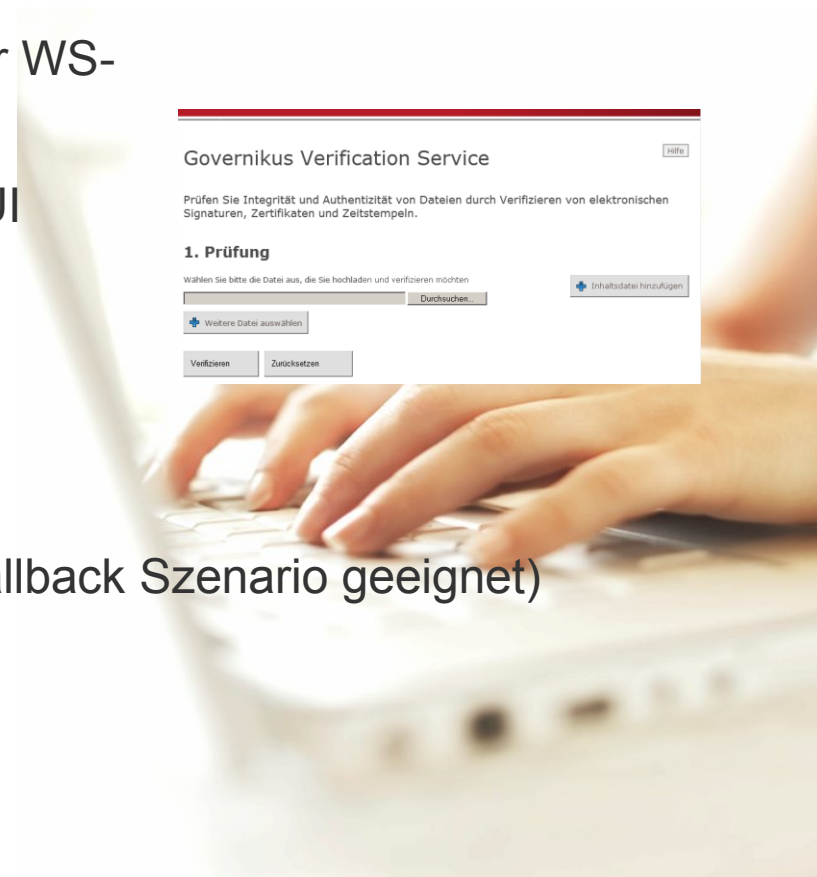 r WS-
Governikus Verification Service
Hilfe
Prüfen Sie Integrität und Authentizität von Dateien durch Verifizieren von elektronischen
Signaturen, Zertifikaten und Zeitstempeln.
1. Prüfung
Wählen Sie bitte die Datei aus, die Sie hochladen und verifizieren möchten
Durchsuchen...
Inhaltsdatei hinzufügen
Weitere Datei auswählen
Verifizieren
Zurücksetzen
llback Szenario geeignet)